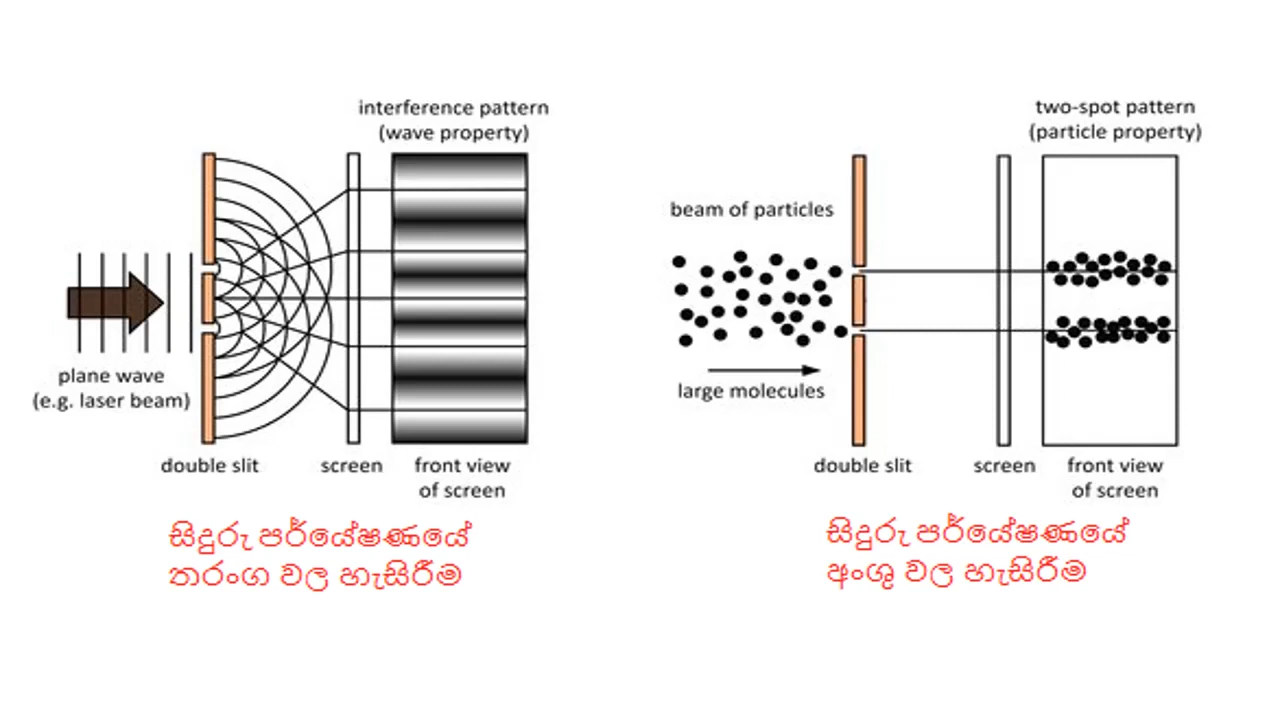 interference pattern
(wave property)
plane wave
(e.g. laser beam)
double slit
screen
front view
of screen
සිදුරු පර්යේෂණයේ
තරංග වල හැසිරීම
two-spot pattern
(particle property)
beam of particles
large molecules
double slit
screen
front view
of screen
සිදුරු පර්යේෂණයේ
අංශු වල හැසිරීම